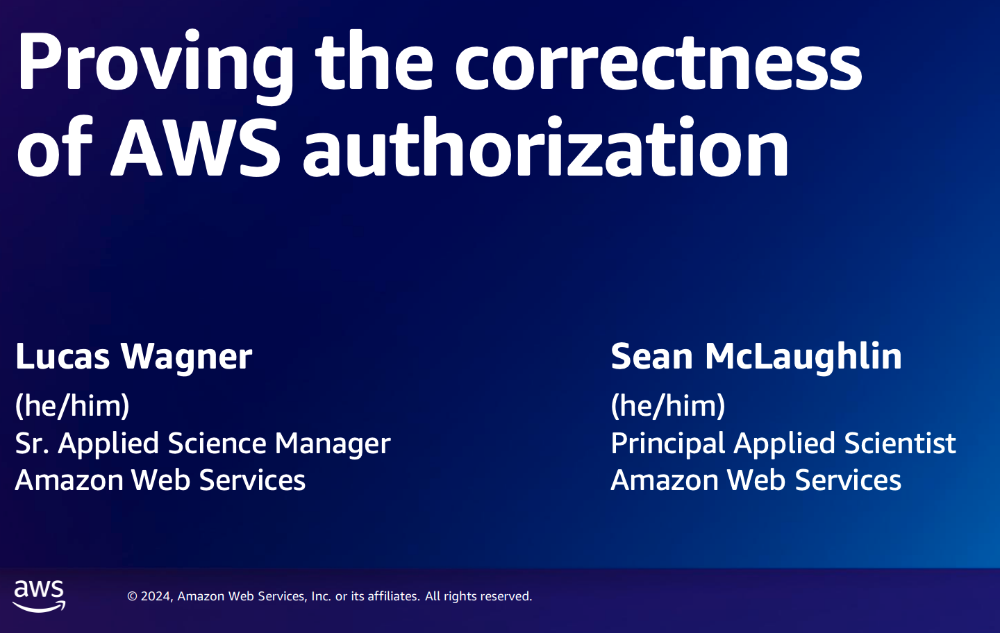 Proving the correctness
of AWS authorization
Lucas Wagner
(he/him)
Sr. Applied Science Manager
Amazon Web Services
Sean McLaughlin
(he/him)
Principal Applied Scientist
Amazon Web Services
aws
© 2024, Amazon Web Services, Inc. or its affiliates. All rights reserved.